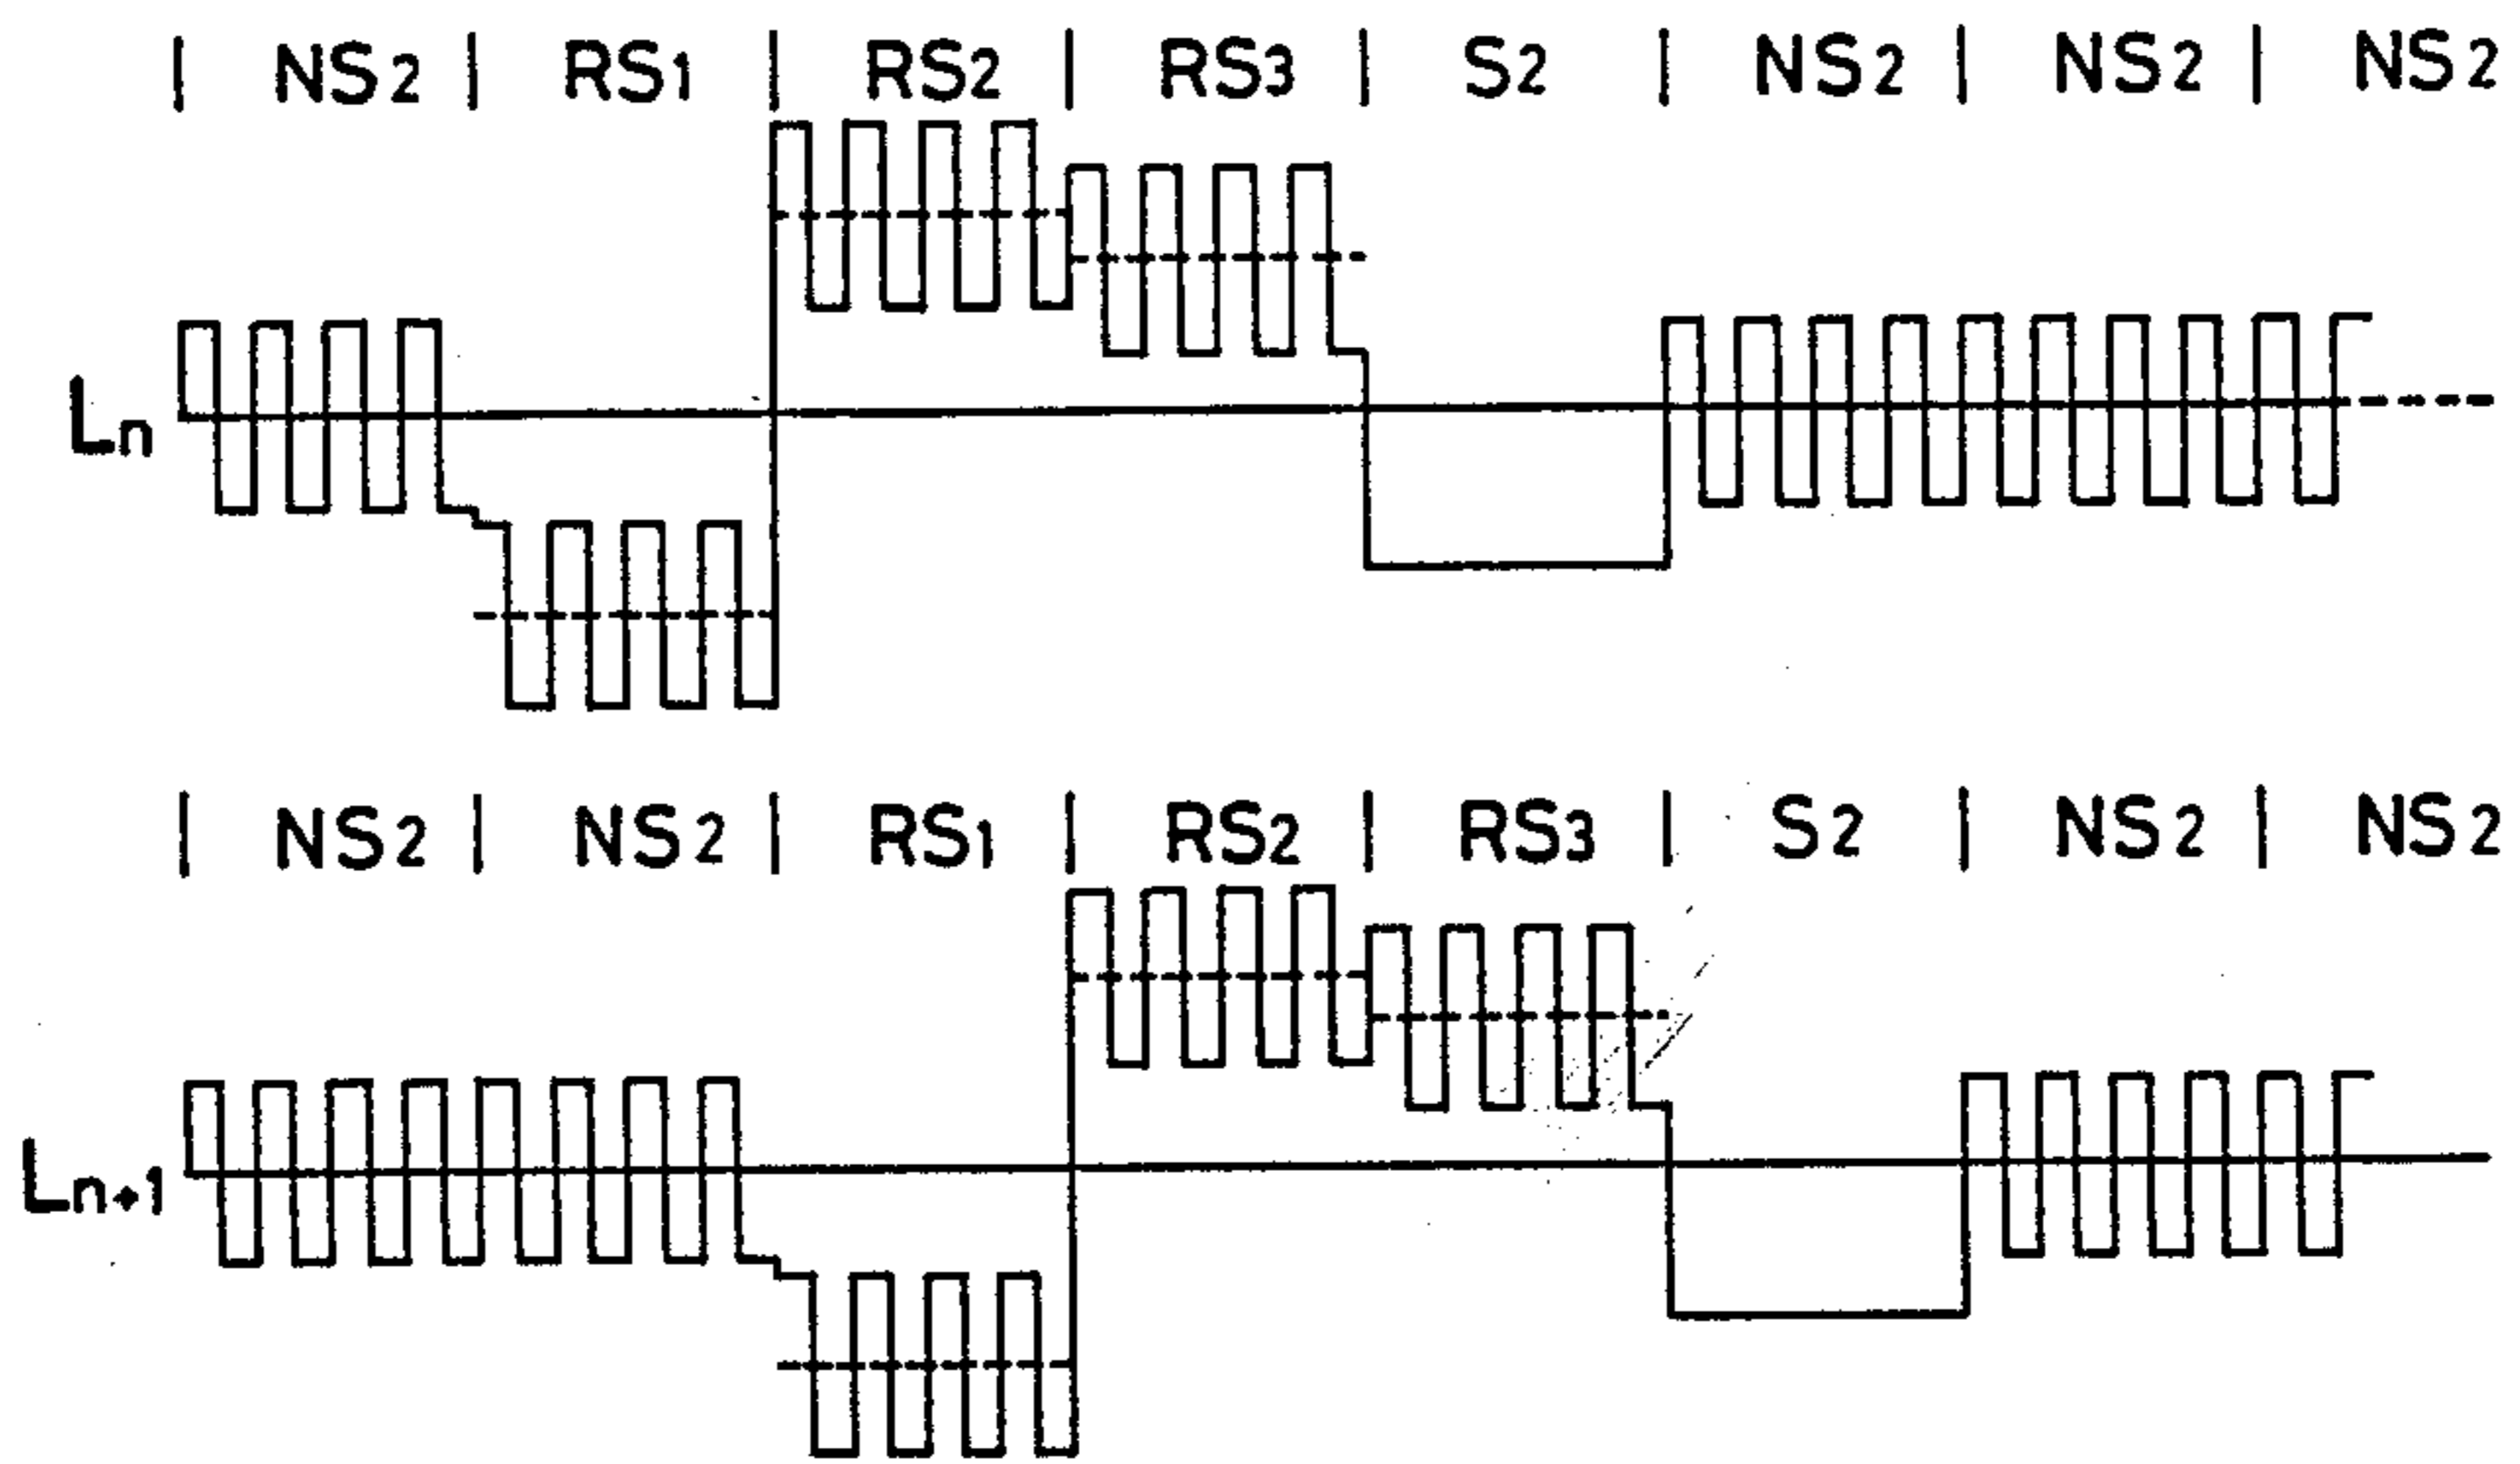 | NS2 | RS1 | RS2 | RS3 | S2 | NS2 | NS2 | NS2
Ln
| NS2 | NS2 | RS1 | RS2 | RS3 | S2 | NS2 | NS2
Ln+1